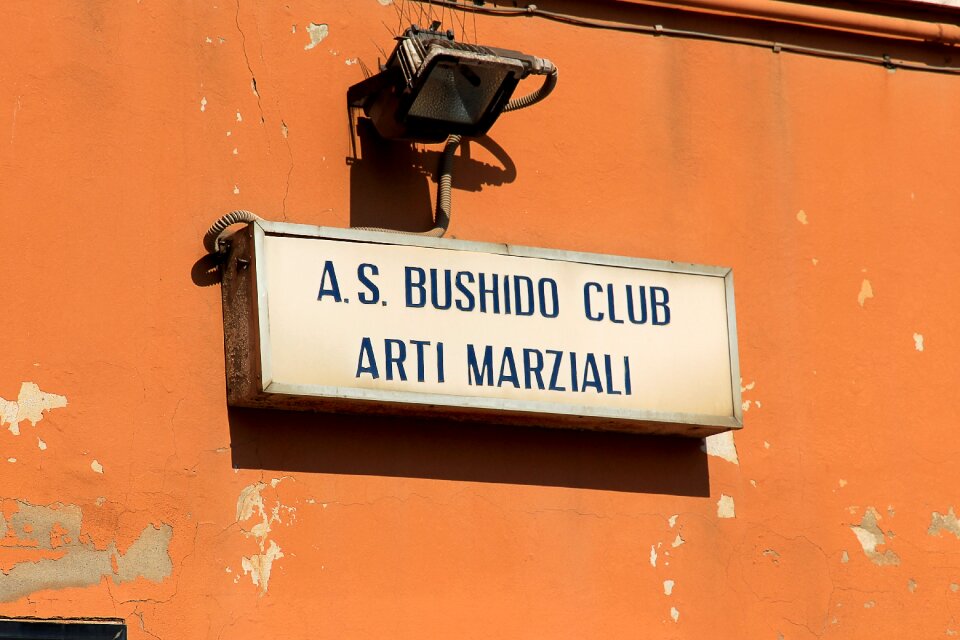 A. S. BUSHIDO CLUB
ARTI MARZIALI